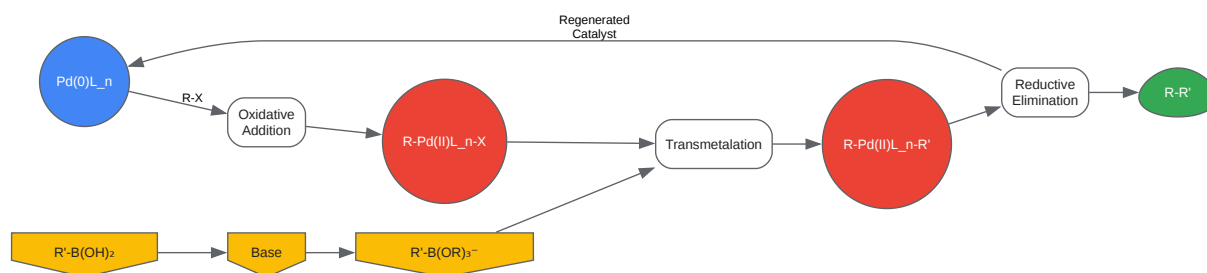 Regenerated
Catalyst
Pd(0)L_n
R-X
Oxidative
Addition
R-Pd(II)L_n-X
Transmetalation
R-Pd(II)L_n-R'
Reductive
Elimination
R-R'
R'-B(OH)₂
Base
R'-B(OR)₃⁻